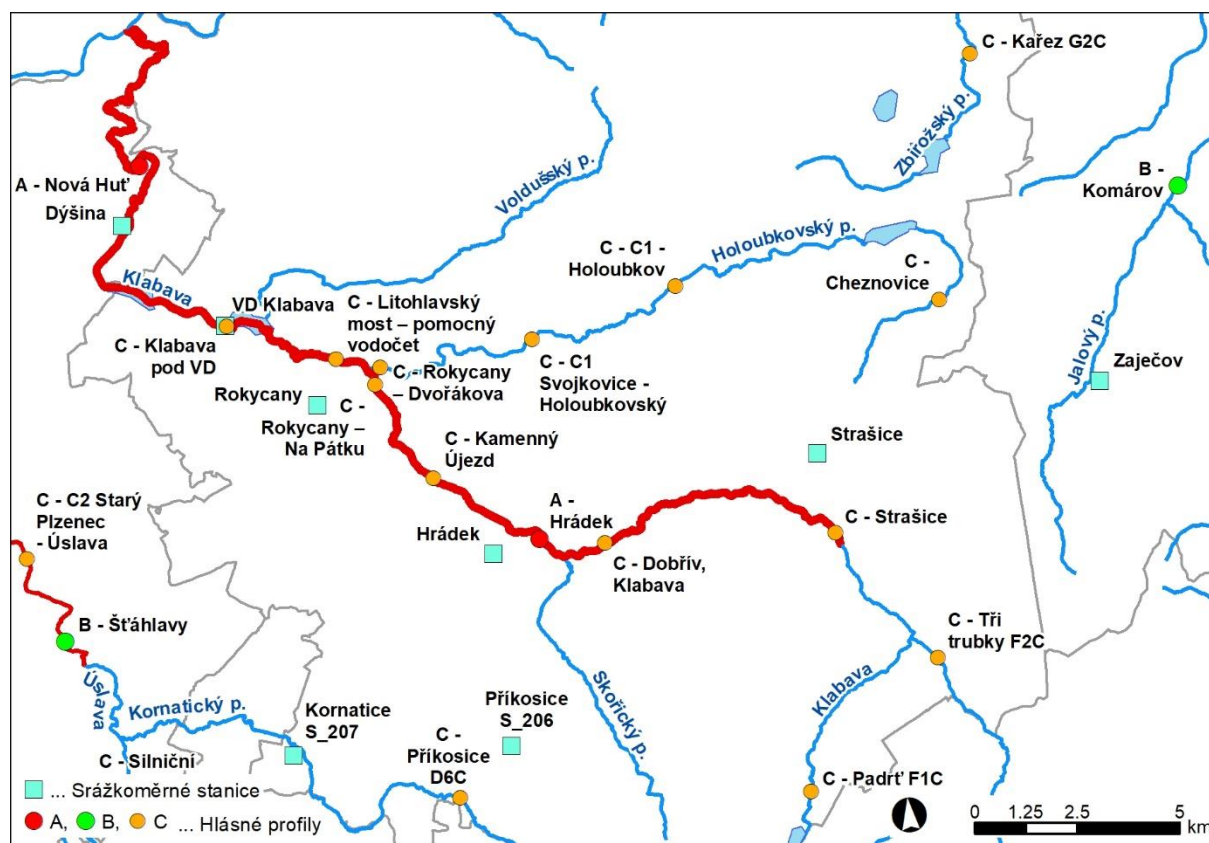 C - Kařez G2C
Zbirožský p.
B -
Komárov
A - Nová Huť
Dýšina
Voldušský p.
Klabava
Holoubkovský p.
C - C1 -
Holoubkov
C -
Cheznovice
VD Klabava
C - Litohlavský
most – pomocný
vodočet
C - Klabava
pod VD
C - Rokycany
– Dvořákova
C - C1
Svojkovice -
Holoubkovský
Jalový p.
Zaječov
Rokycany
C -
Rokycany –
Na Pátku
C - Kamenný
Újezd
Strašice
C - C2 Starý
Plzenec
- Úslava
A -
Hrádek
Hrádek
C - Strašice
C - Dobřív,
Klabava
B - Šťáhlavy
C - Tři
trubky F2C
Úslava
Kornatický p.
Skořický p.
Klabava
Kornatice
S_207
Příkosice
S_206
C -
Příkosice
D6C
C - Silniční
C - Padrť F1C
... Srážkoměrné stanice
A, B, C ... Hlásné profily
0 1.25 2.5 5
km